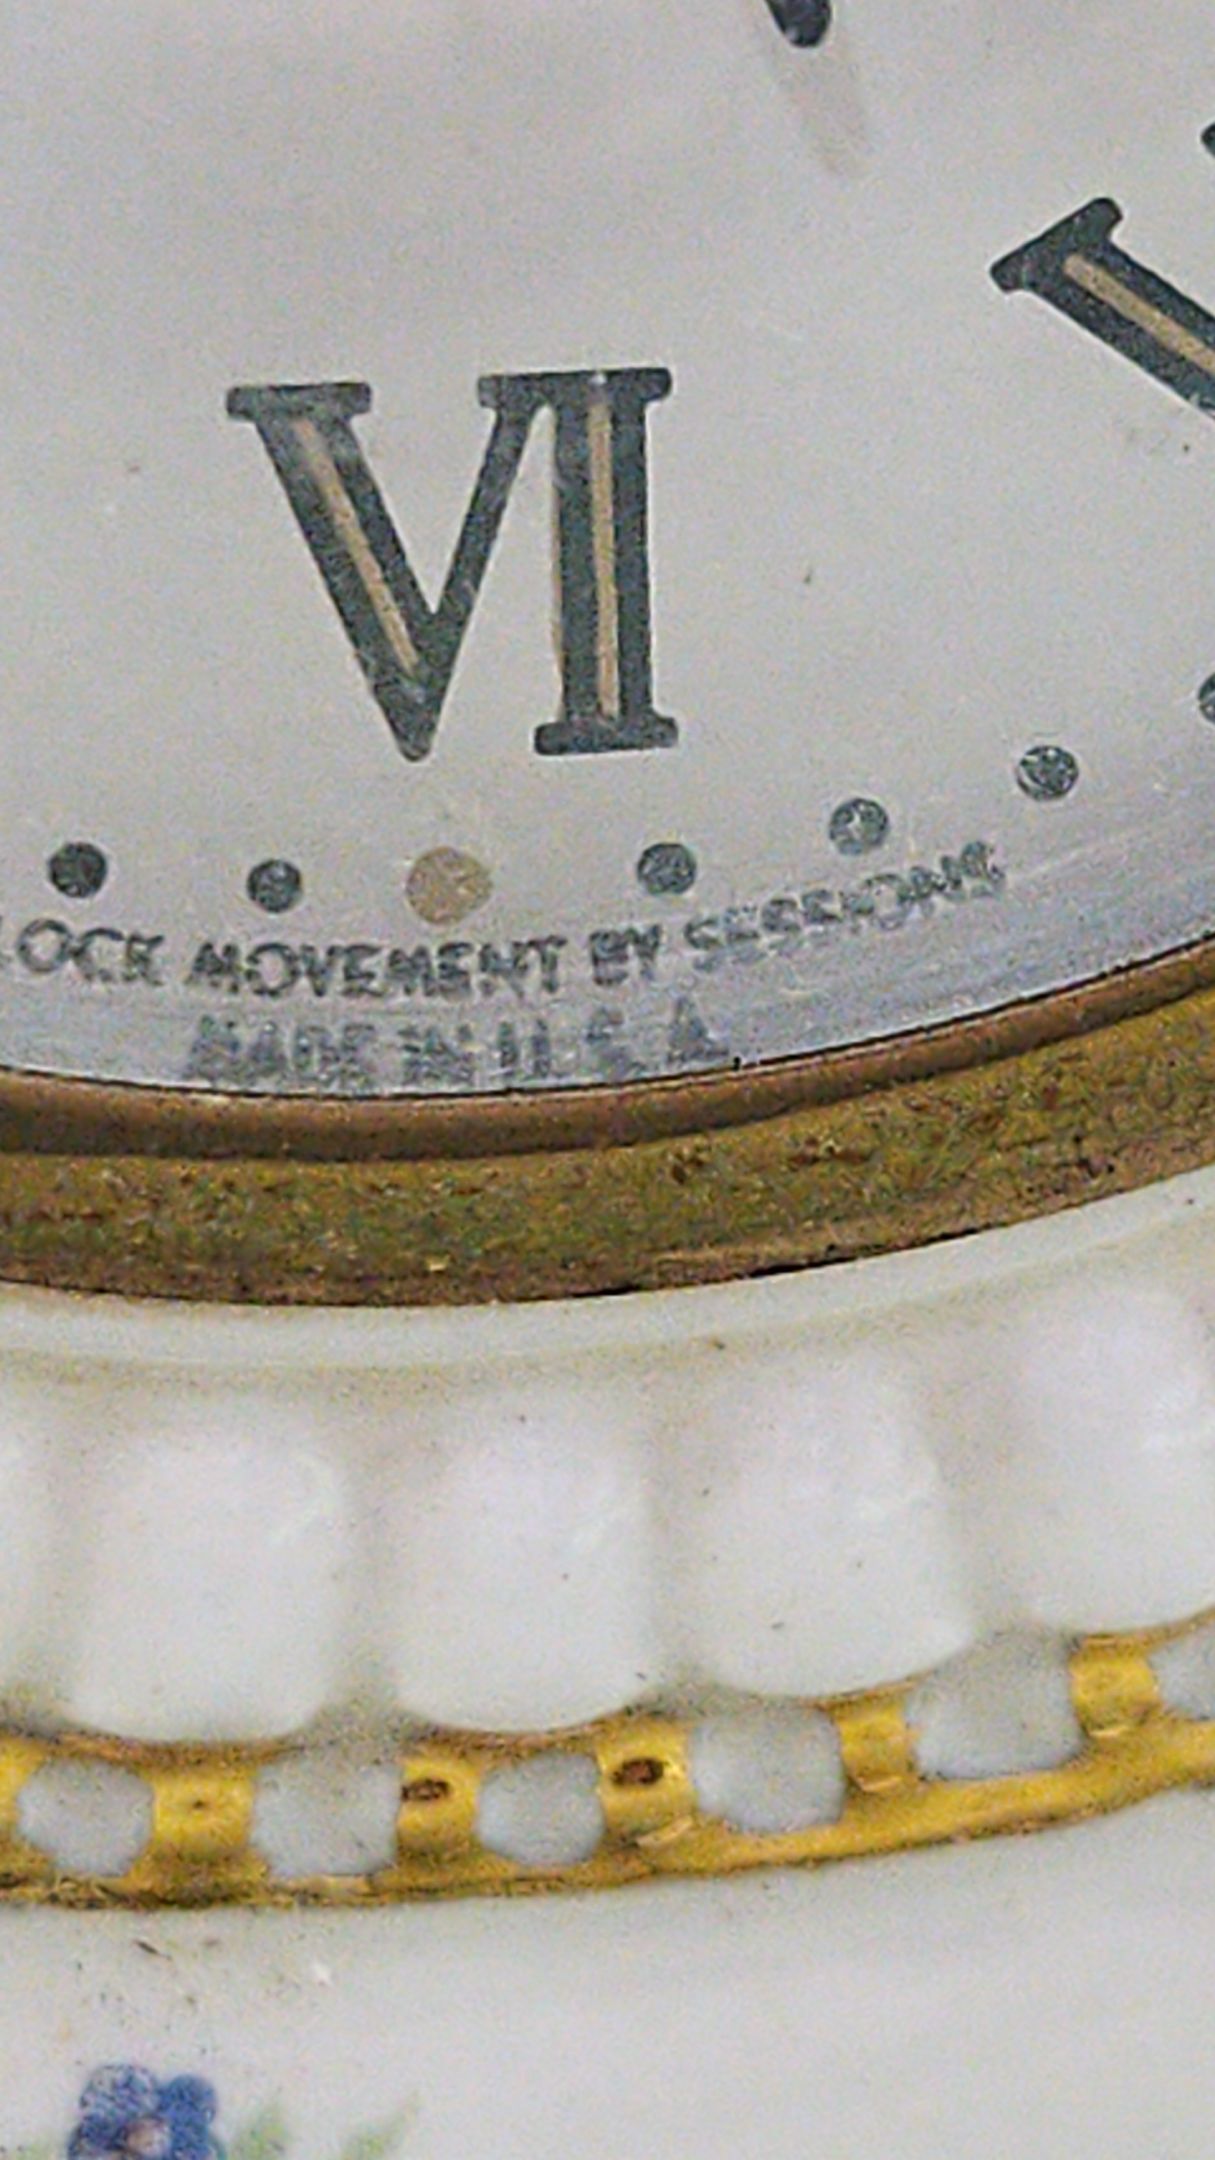 VI
LOCK MOVEMENT BY SESSIONS
MADE IN U.S.A.